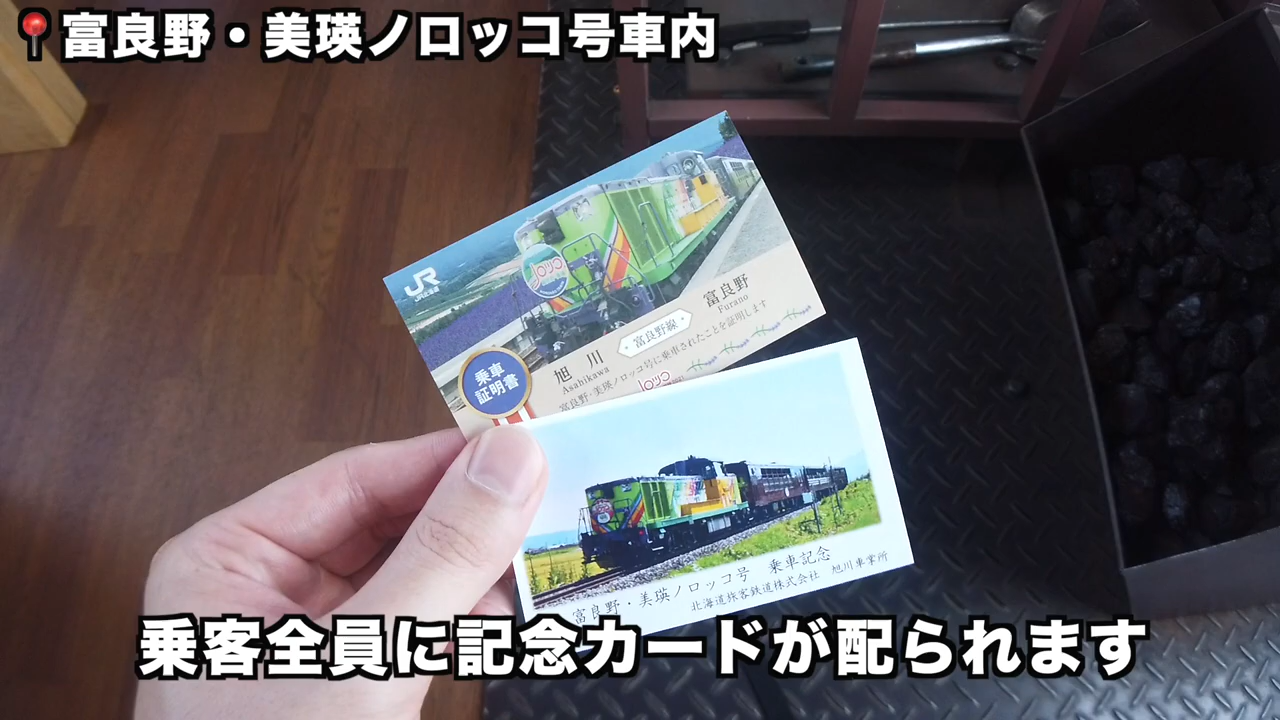 富良野・美瑛ノロッコ号車内
JR
JR北海道
富良野
Furano
富良野線
旭川
Asahikawa
乗車
証明書
富良野・美瑛ノロッコ号に乗車されたことを証明します
富良野・美瑛ノロッコ号 乗車記念
北海道旅客鉄道株式会社 旭川車掌所
乗客全員に記念カードが配られます